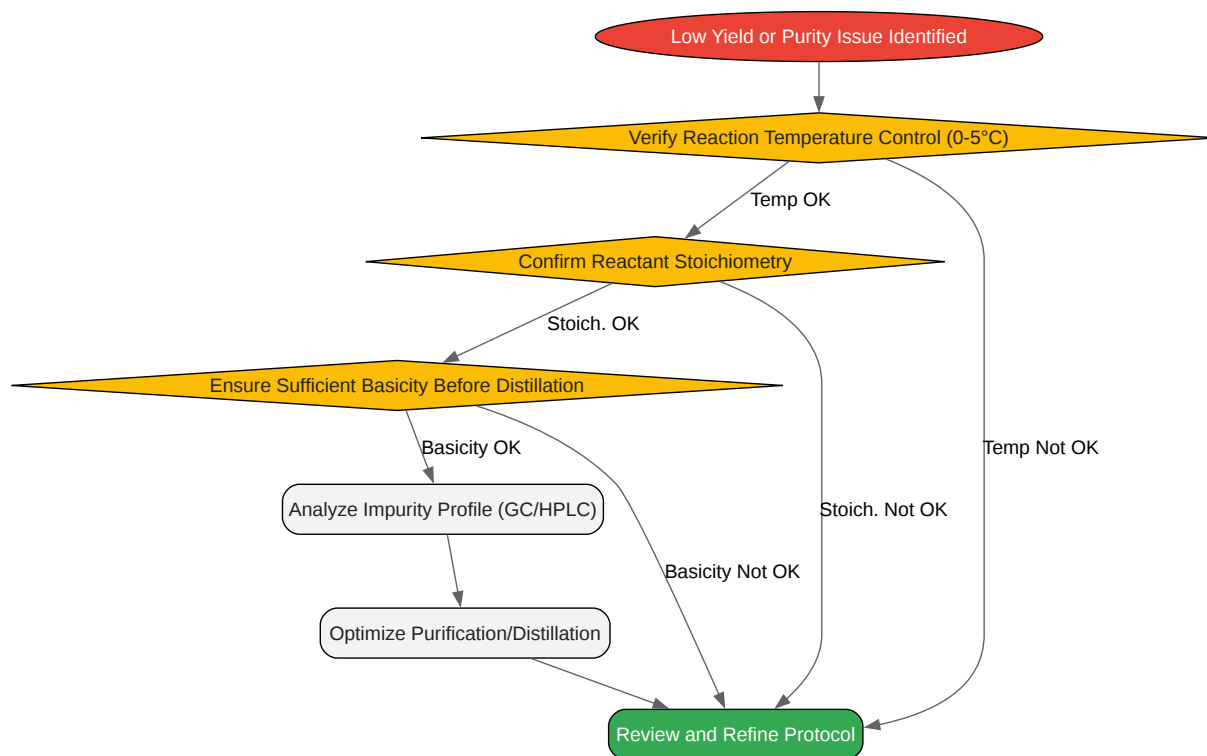 Low Yield or Purity Issue Identified
Verify Reaction Temperature Control (0-5°C)
Temp OK
Confirm Reactant Stoichiometry
Stoich. OK
Ensure Sufficient Basicity Before Distillation
Basicity OK
Temp Not OK
Analyze Impurity Profile (GC/HPLC)
Stoich. Not OK
Basicity Not OK
Optimize Purification/Distillation
Review and Refine Protocol